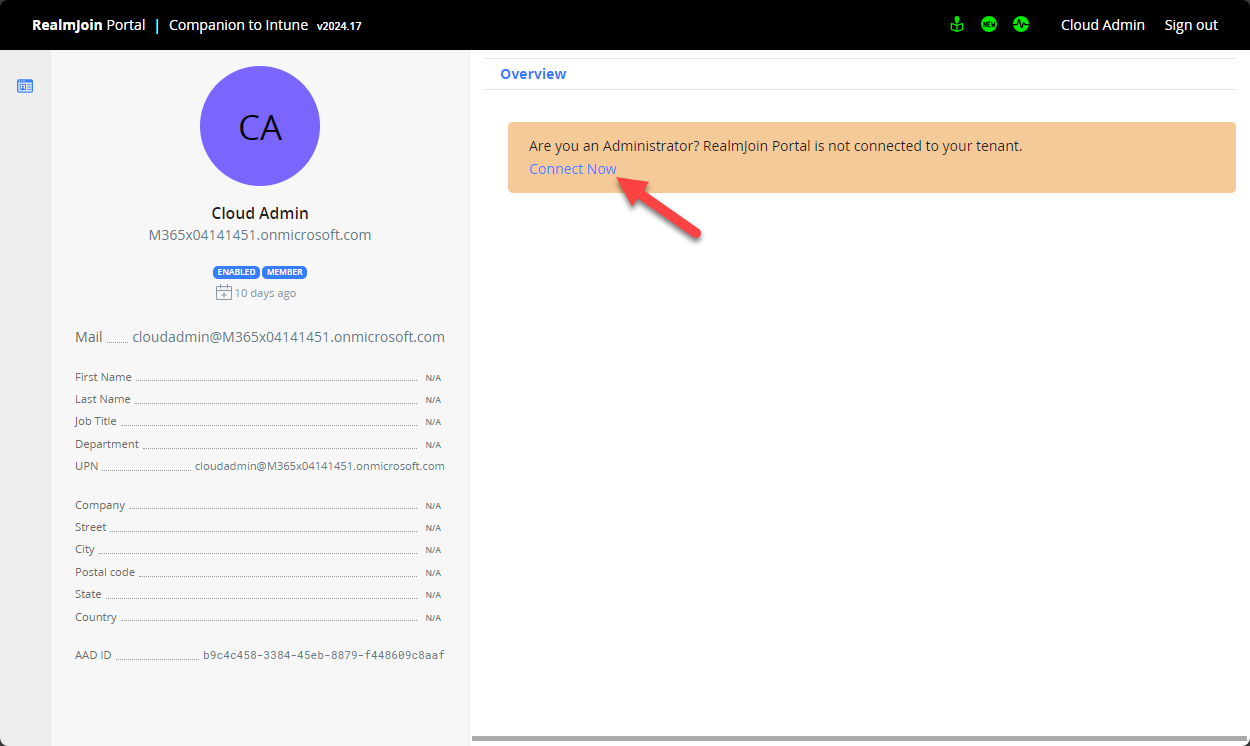 RealmJoin Portal | Companion to Intune v2024.17
NEW
Cloud Admin
Sign out
CA
Cloud Admin
M365x04141451.onmicrosoft.com
ENABLED MEMBER
10 days ago
Mail cloudadmin@M365x04141451.onmicrosoft.com
First Name N/A
Last Name N/A
Job Title N/A
Department N/A
UPN cloudadmin@M365x04141451.onmicrosoft.com
Company N/A
Street N/A
City N/A
Postal code N/A
State N/A
Country N/A
AAD ID b9c4c458-3384-45eb-8879-f448609c8aaf
Overview
Are you an Administrator? RealmJoin Portal is not connected to your tenant.
Connect Now